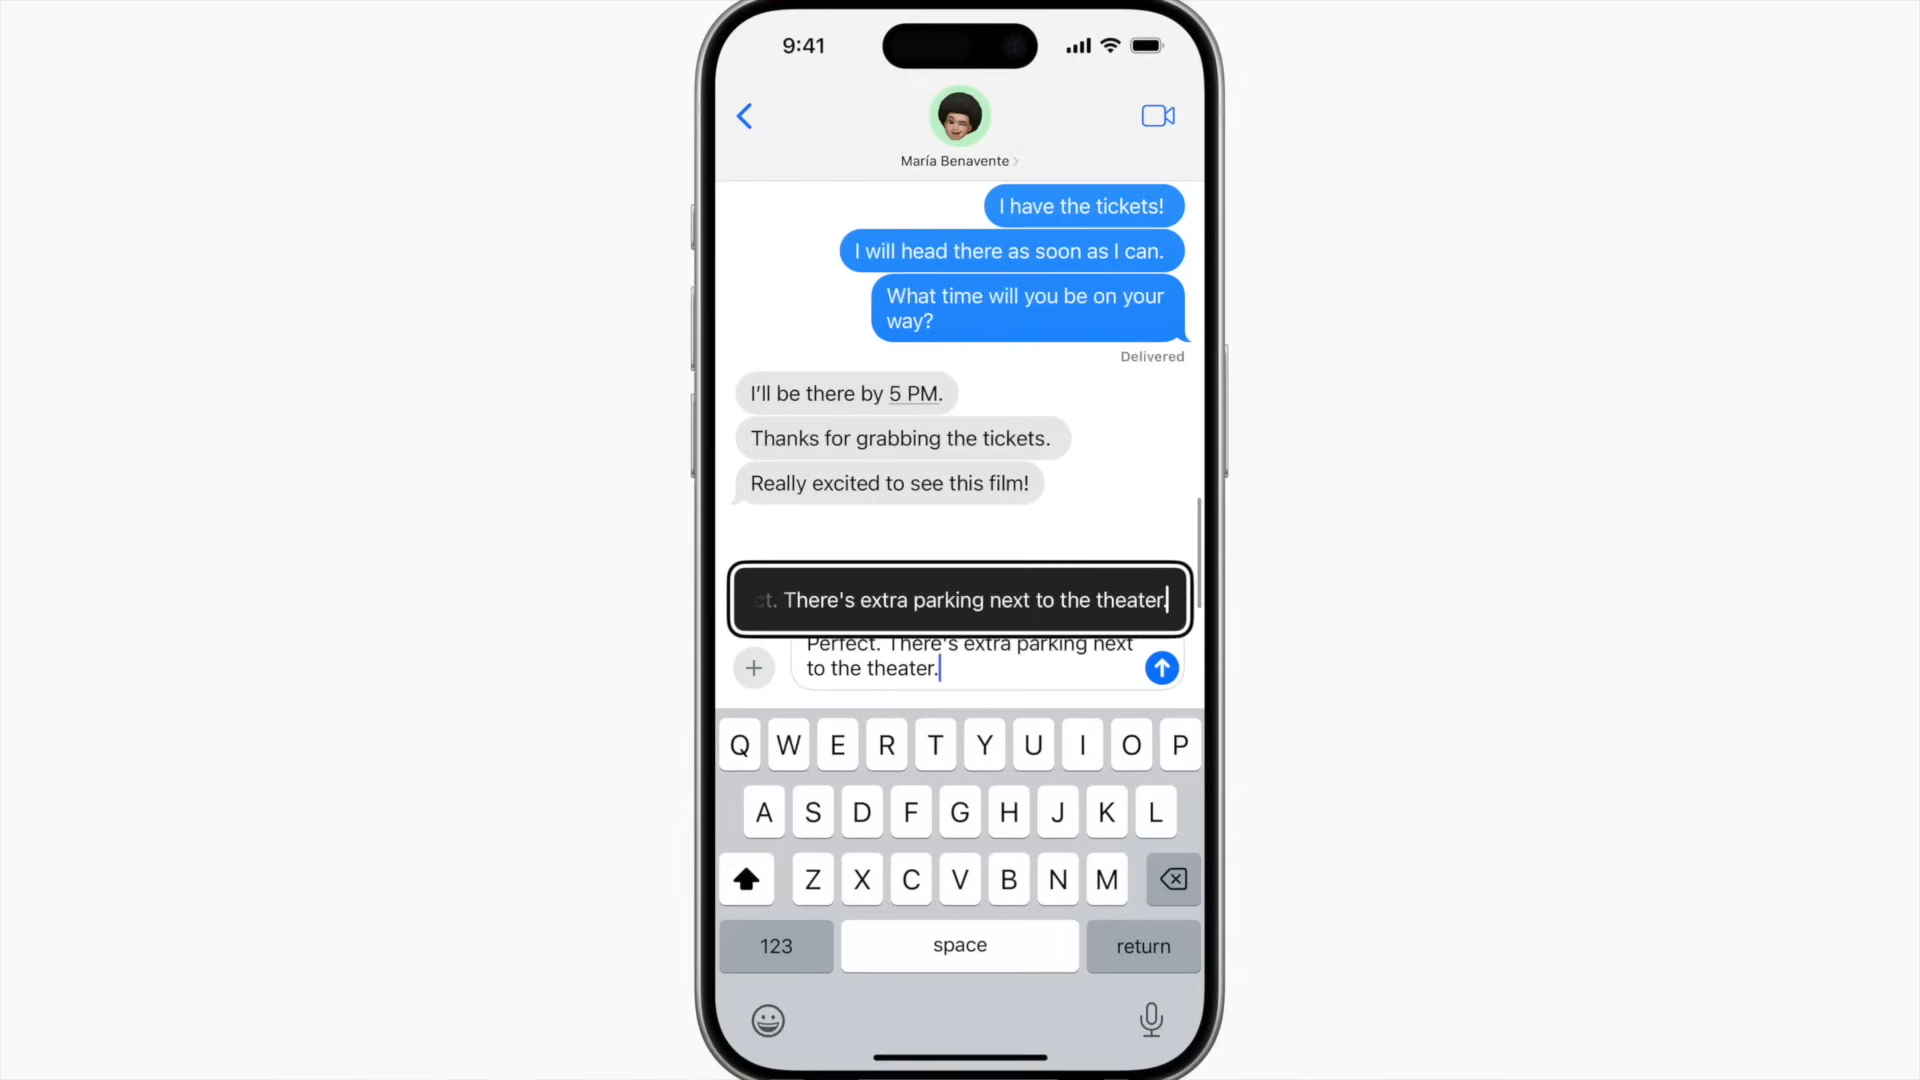 9:41
María Benavente
I have the tickets!
I will head there as soon as I can.
What time will you be on your
way?
Delivered
I'll be there by 5 PM.
Thanks for grabbing the tickets.
Really excited to see this film!
ct. There's extra parking next to the theater.
Perfect. There's extra parking next
to the theater.
Q W E R T Y U I O P
A S D F G H J K L
Z X C V B N M
123 space return